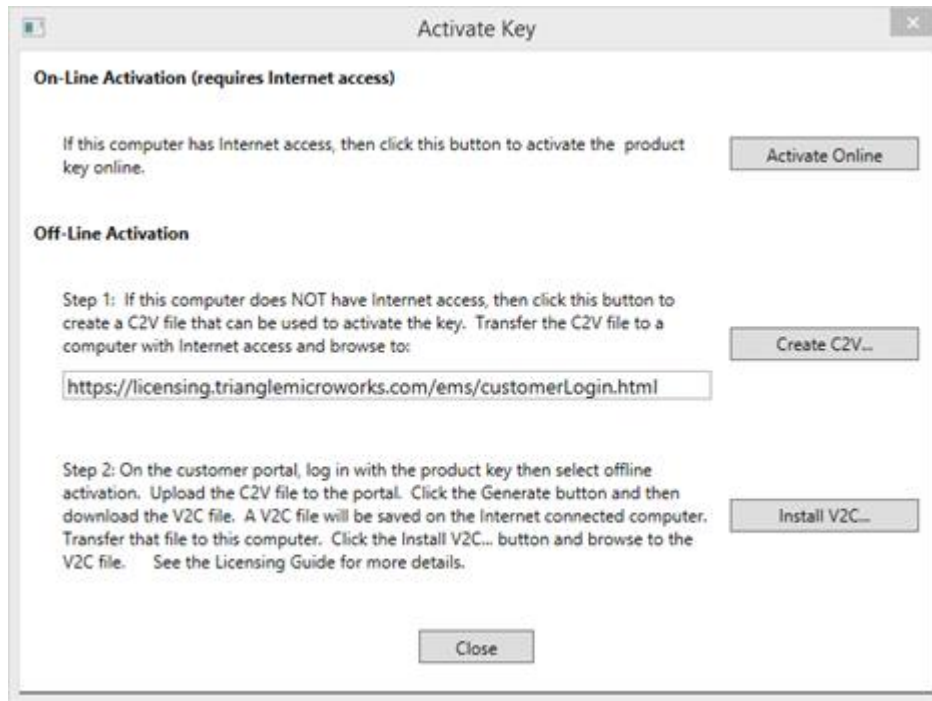 Activate Key
On-Line Activation (requires Internet access)
If this computer has Internet access, then click this button to activate the product
key online.
Activate Online
Off-Line Activation
Step 1: If this computer does NOT have Internet access, then click this button to
create a C2V file that can be used to activate the key. Transfer the C2V file to a
computer with Internet access and browse to:
Create C2V...
https://licensing.trianglemicroworks.com/ems/customerLogin.html
Step 2: On the customer portal, log in with the product key then select offline
activation. Upload the C2V file to the portal. Click the Generate button and then
download the V2C file. A V2C file will be saved on the Internet connected computer.
Transfer that file to this computer. Click the Install V2C... button and browse to the
V2C file. See the Licensing Guide for more details.
Install V2C...
Close